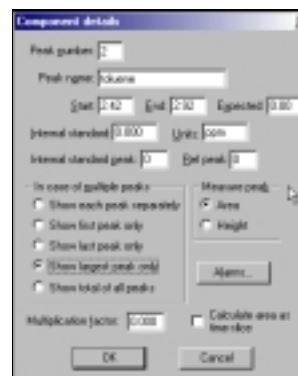 Component details
Peak number: 2
Peak name: toluene
Start: 2.42 End: 2.92 Expected: 0.00
Internal standard: 0.000 Units: ppm
Internal standard peak: 0 Ref peak: 0
In case of multiple peaks
Show each peak separately
Show first peak only
Show last peak only
Show largest peak only
Show total of all peaks
Measure peak
Area
Height
Alarms...
Multiplication factor: 0.000
Calculate area as
time slice
OK Cancel